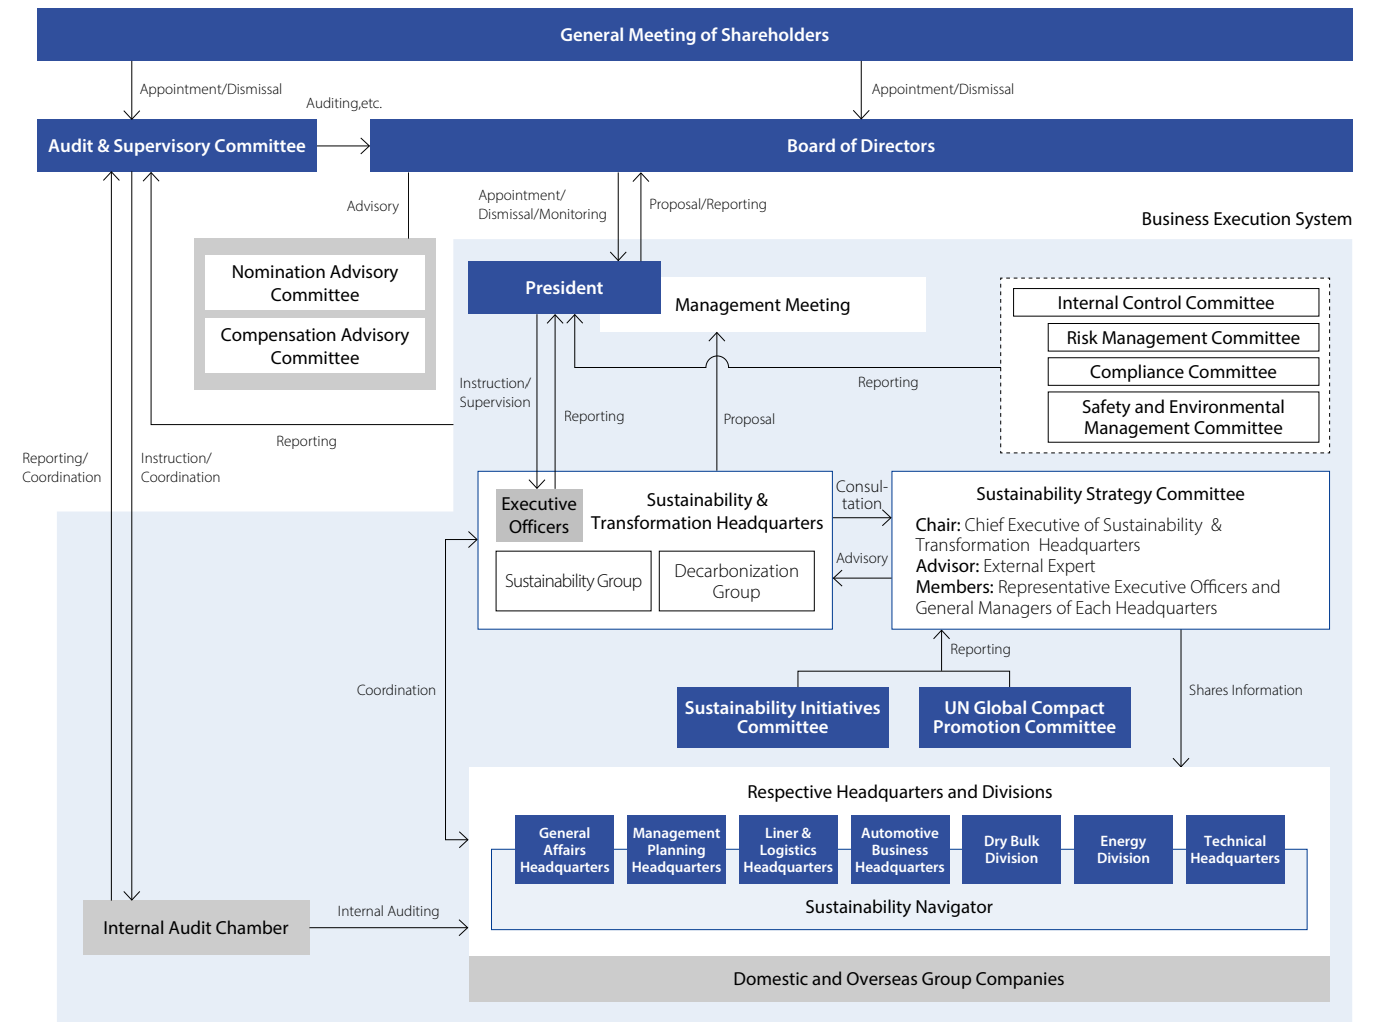 General Meeting of Shareholders
Appointment/Dismissal
Appointment/Dismissal
Auditing,etc.
Audit & Supervisory Committee
Board of Directors
Advisory
Appointment/
Dismissal/Monitoring
Proposal/Reporting
Business Execution System
Nomination Advisory
Committee
Compensation Advisory
Committee
President
Management Meeting
Internal Control Committee
Risk Management Committee
Compliance Committee
Safety and Environmental
Management Committee
Reporting
Instruction/
Supervision
Reporting
Proposal
Reporting
Reporting/
Coordination
Instruction/
Coordination
Executive
Officers
Sustainability &
Transformation Headquarters
Sustainability Group
Decarbonization
Group
Consul-
tation
Advisory
Sustainability Strategy Committee
Chair: Chief Executive of Sustainability &
Transformation Headquarters
Advisor: External Expert
Members: Representative Executive Officers and
General Managers of Each Headquarters
Reporting
Coordination
Shares Information
Sustainability Initiatives
Committee
UN Global Compact
Promotion Committee
Respective Headquarters and Divisions
General
Affairs
Headquarters
Management
Planning
Headquarters
Liner &
Logistics
Headquarters
Automotive
Business
Headquarters
Dry Bulk
Division
Energy
Division
Technical
Headquarters
Sustainability Navigator
Internal Auditing
Internal Audit Chamber
Domestic and Overseas Group Companies